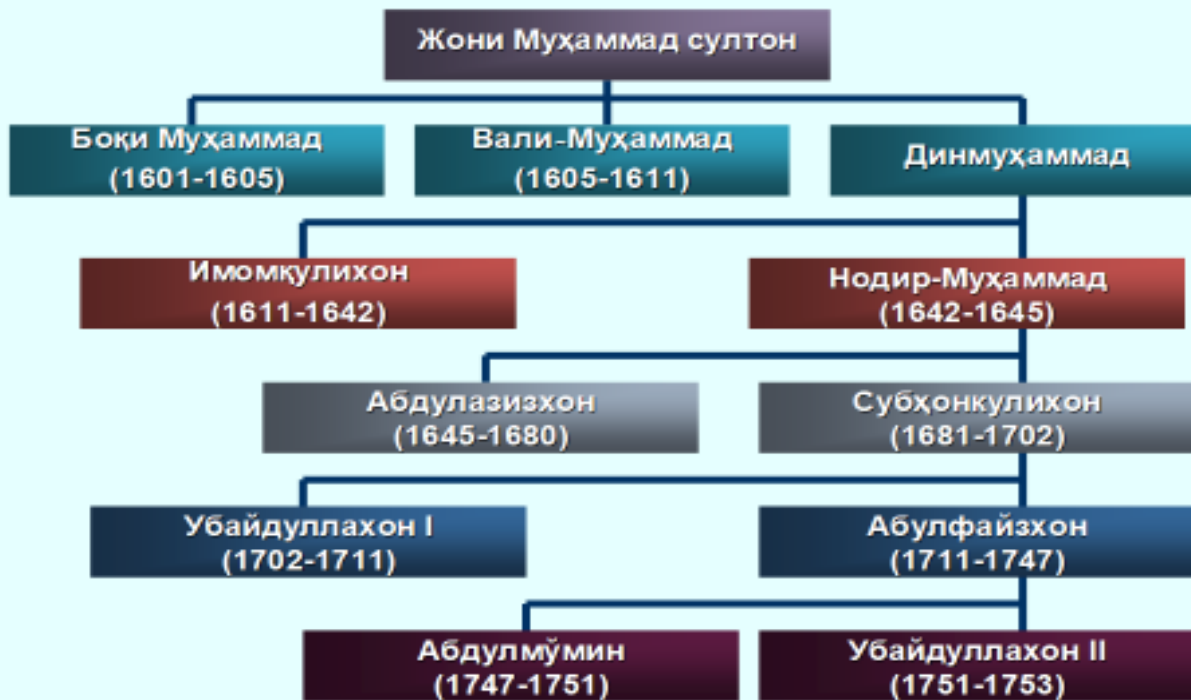 Жони Муҳаммад султон
Боқи Муҳаммад
(1601-1605)
Вали-Муҳаммад
(1605-1611)
Динмуҳаммад
Имомқулихон
(1611-1642)
Нодир-Муҳаммад
(1642-1645)
Абдулазизхон
(1645-1680)
Субҳонкулихон
(1681-1702)
Убайдуллахон I
(1702-1711)
Абулфайзхон
(1711-1747)
Абдулмўмин
(1747-1751)
Убайдуллахон II
(1751-1753)